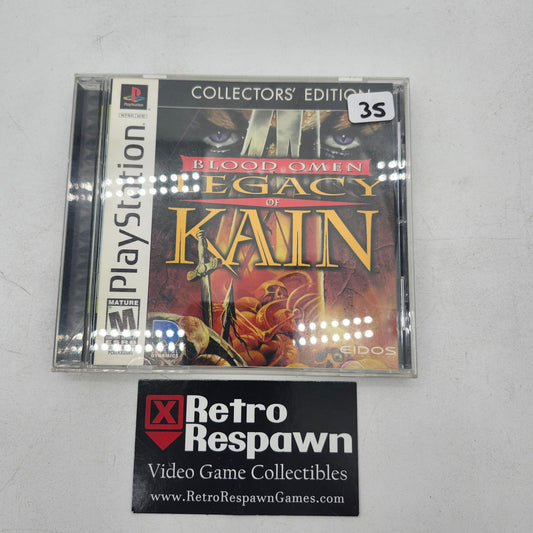 COLLECTORS' EDITION
35
PlayStation
PlayStation
BLOOD OMEN
LEGACY
OF
KAIN
MATURE
M
EIDOS
Retro
Respawn
Video Game Collectibles
www.RetroRespawnGames.com